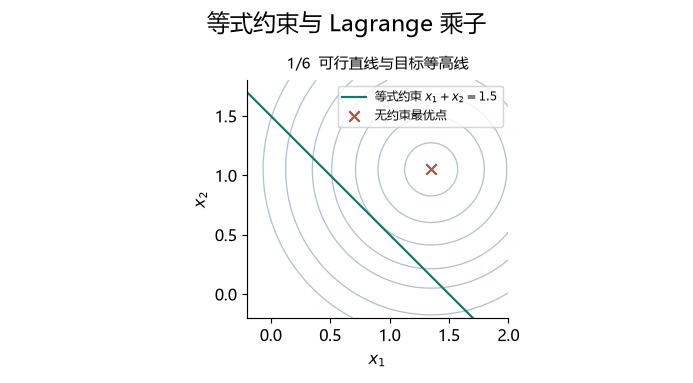 等式约束与 Lagrange 乘子
1/6 可行直线与目标等高线
等式约束 x₁ + x₂ = 1.5
无约束最优点
1.5
1.0
0.5
0.0
x₂
0.0 0.5 1.0 1.5 2.0
x₁